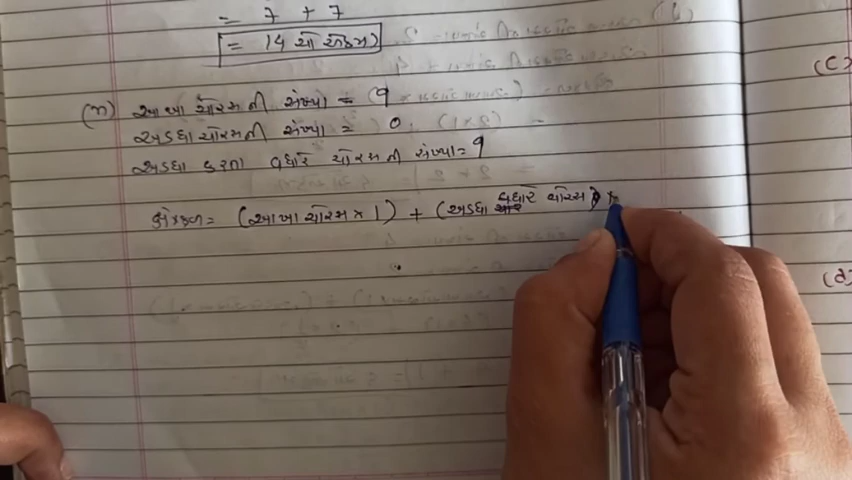 = 7 + 7
= 14 ચો એકમ
(n) આખા ચોરસની સંખ્યા = 9
અડધા ચોરસની સંખ્યા = 0
અડધા કરતા વધારે ચોરસની સંખ્યા = 9
ક્ષેત્રફળ = (આખા ચોરસ × 1) + (અડધા વધારે ચોરસ ×
(c)
(d)